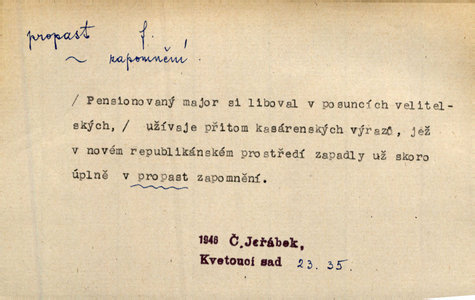 propast f.
~ zapomnění.
/ Pensionovaný major si liboval v posuncích velitel-
ských, / užívaje přitom kasárenských výrazů, jež
v novém republikánském prostředí zapadly už skoro
úplně v propast zapomnění.
1946 Č. Jeřábek,
Kvetoucí sad 23. 35.